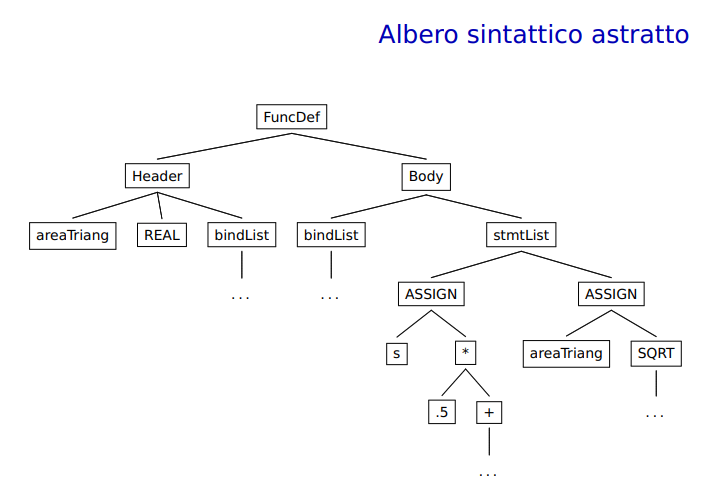 Albero sintattico astratto
FuncDef
Header Body
areaTriang REAL bindList bindList stmtList
... ... ASSIGN ASSIGN
s * areaTriang SQRT
.5 + ...
...